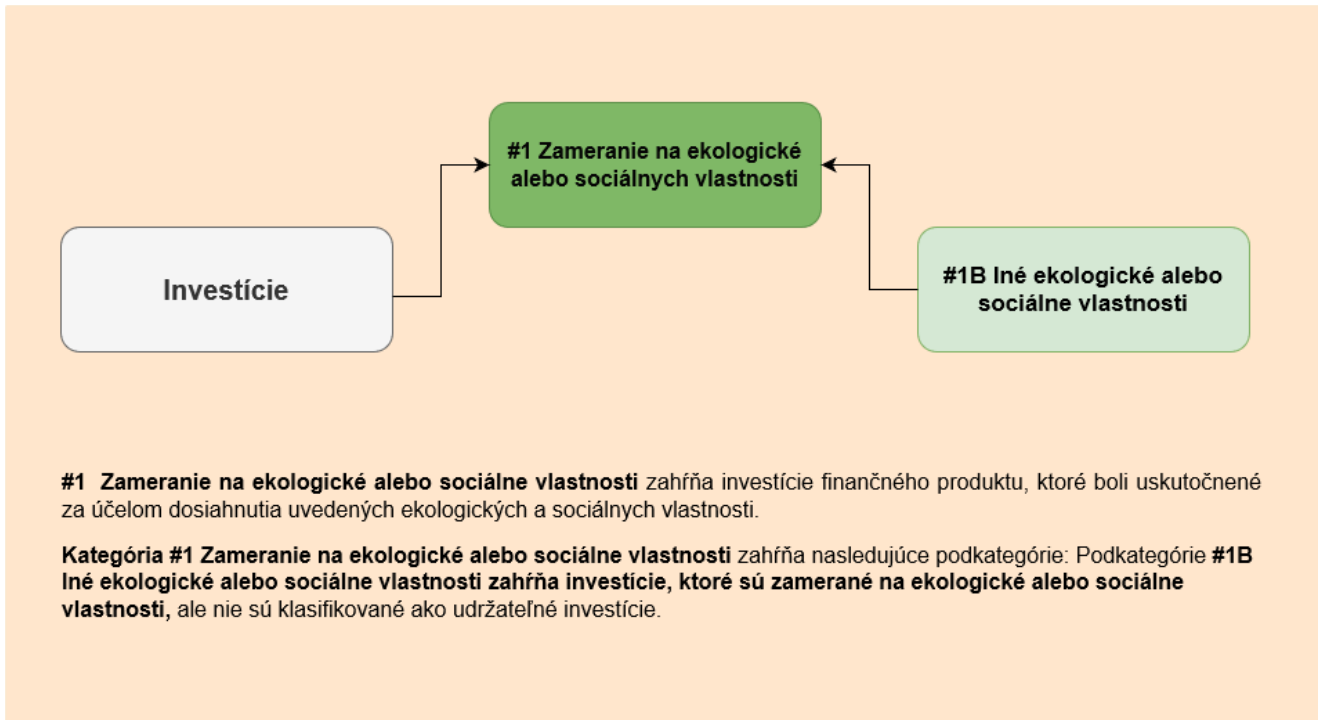 #1 Zameranie na ekologické
alebo sociálnych vlastnosti
Investície
#1B Iné ekologické alebo
sociálne vlastnosti
#1 Zameranie na ekologické alebo sociálne vlastnosti zahŕňa investície finančného produktu, ktoré boli uskutočnené
za účelom dosiahnutia uvedených ekologických a sociálnych vlastnosti.
Kategória #1 Zameranie na ekologické alebo sociálne vlastnosti zahŕňa nasledujúce podkategórie: Podkategórie #1B
Iné ekologické alebo sociálne vlastnosti zahŕňa investície, ktoré sú zamerané na ekologické alebo sociálne
vlastnosti, ale nie sú klasifikované ako udržateľné investície.